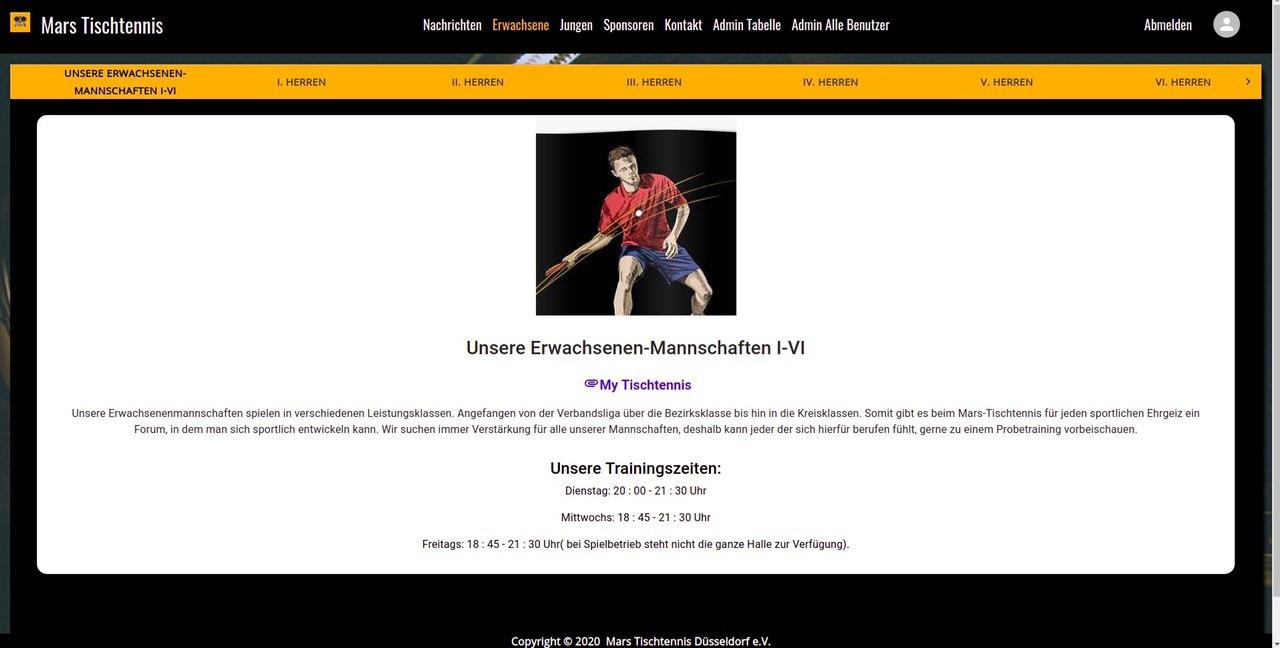 Mars Tischtennis
Nachrichten Erwachsene Jungen Sponsoren Kontakt Admin Tabelle Admin Alle Benutzer
Abmelden
UNSERE ERWACHSENEN-
MANNSCHAFTEN I-VI
I. HERREN
II. HERREN
III. HERREN
IV. HERREN
V. HERREN
VI. HERREN
Unsere Erwachsenen-Mannschaften I-VI
My Tischtennis
Unsere Erwachsenenmannschaften spielen in verschiedenen Leistungsklassen. Angefangen von der Verbandsliga über die Bezirksklasse bis hin in die Kreisklassen. Somit gibt es beim Mars-Tischtennis für jeden sportlichen Ehrgeiz ein
Forum, in dem man sich sportlich entwickeln kann. Wir suchen immer Verstärkung für alle unserer Mannschaften, deshalb kann jeder der sich hierfür berufen fühlt, gerne zu einem Probetraining vorbeischauen.
Unsere Trainingszeiten:
Dienstag: 20 : 00 - 21 : 30 Uhr
Mittwochs: 18 : 45 - 21 : 30 Uhr
Freitags: 18 : 45 - 21 : 30 Uhr( bei Spielbetrieb steht nicht die ganze Halle zur Verfügung).
Copyright © 2020 Mars Tischtennis Düsseldorf e.V.